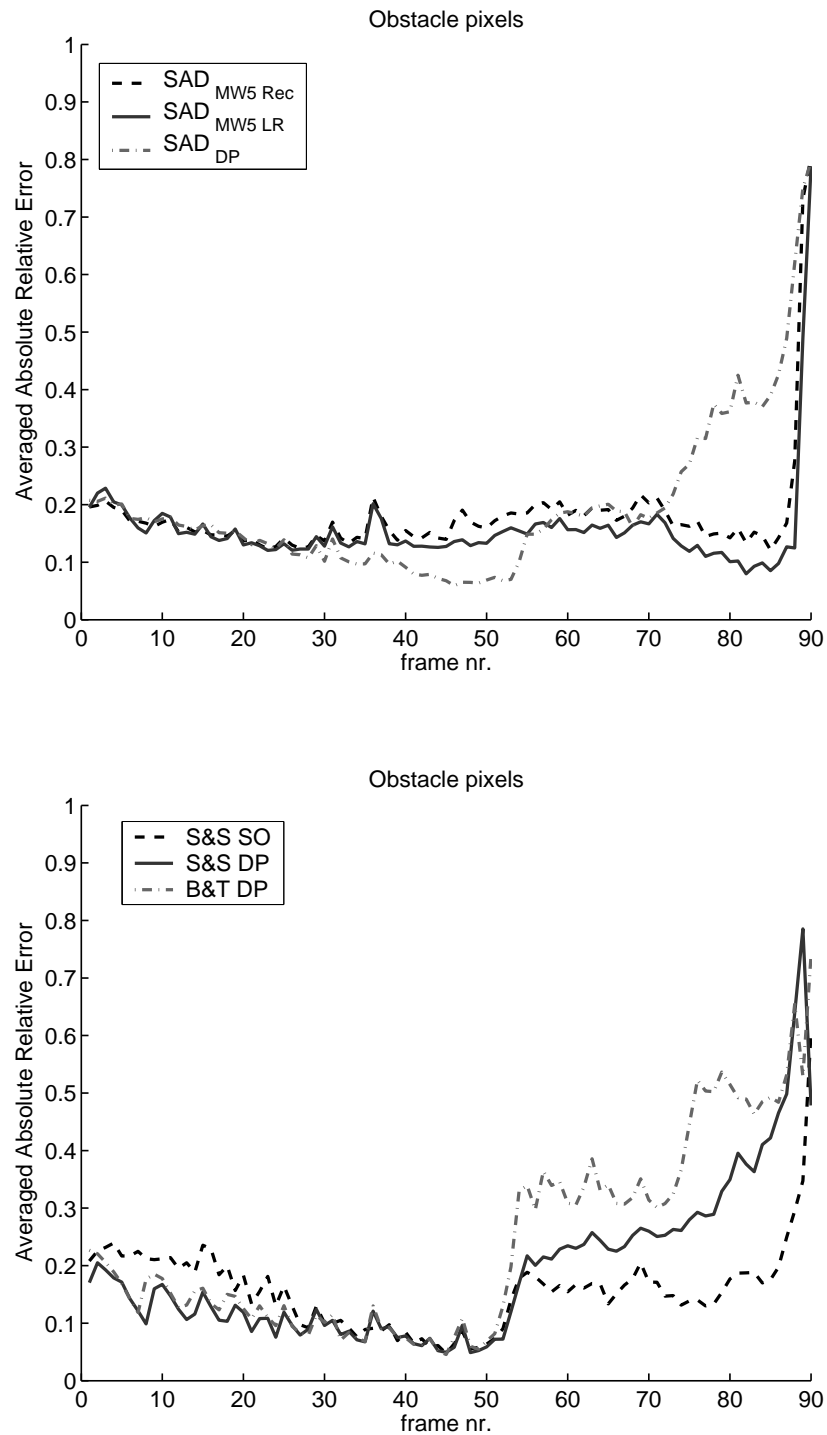 Obstacle pixels
1
0.9
0.8
0.7
0.6
0.5
0.4
0.3
0.2
0.1
0
Averaged Absolute Relative Error
SAD MW5 Rec
SAD MW5 LR
SAD DP
0 10 20 30 40 50 60 70 80 90
frame nr.
Obstacle pixels
1
0.9
0.8
0.7
0.6
0.5
0.4
0.3
0.2
0.1
0
Averaged Absolute Relative Error
S&S SO
S&S DP
B&T DP
0 10 20 30 40 50 60 70 80 90
frame nr.